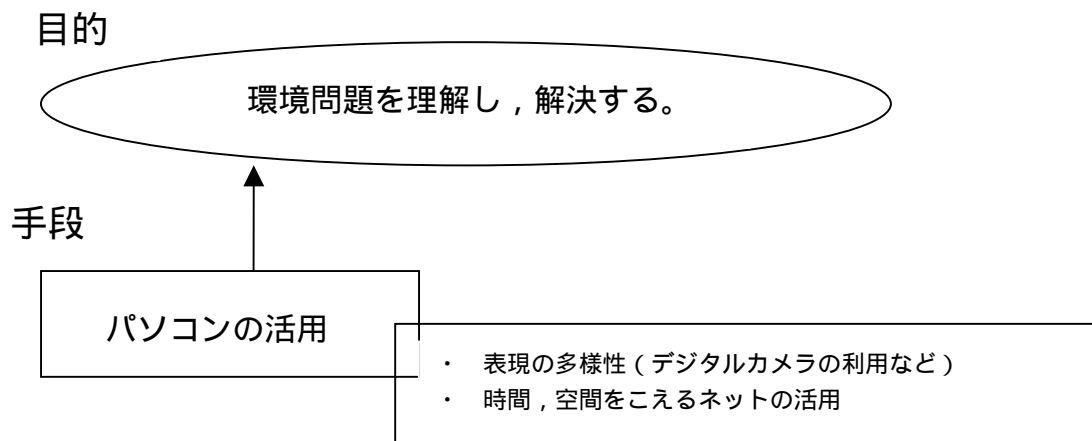 目的
環境問題を理解し，解決する。
手段
パソコンの活用
・ 表現の多様性（デジタルカメラの利用など）
・ 時間，空間をこえるネットの活用